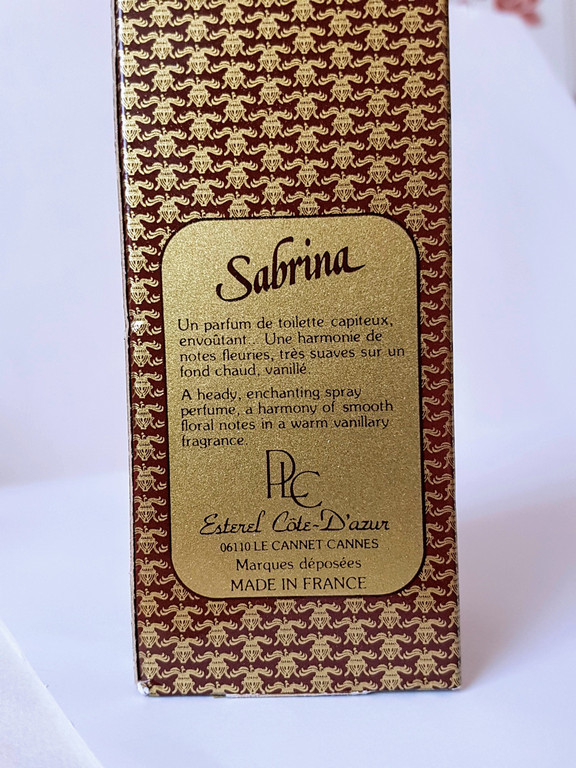 Sabrina
Un parfum de toilette capiteux,
envoûtant... Une harmonie de
notes fleuries, très suaves sur un
fond chaud, vanillé.
A heady, enchanting spray
perfume, a harmony of smooth
floral notes in a warm vanillary
fragrance.
PLC
Esterel Côte-D'azur
06110 LE CANNET CANNES
Marques déposées
MADE IN FRANCE